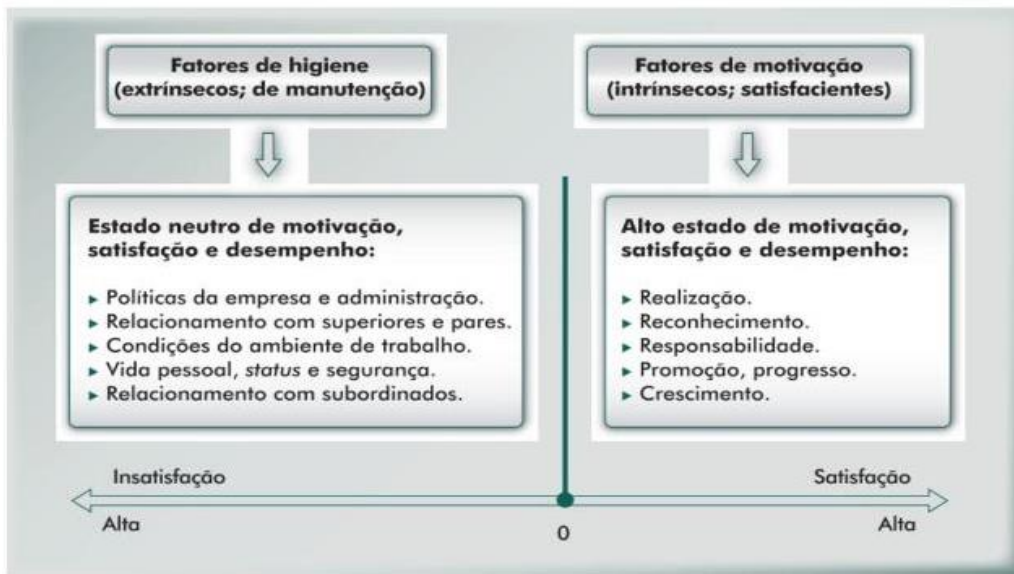 Fatores de higiene
(extrínsecos; de manutenção)
Estado neutro de motivação,
satisfação e desempenho:
▸ Políticas da empresa e administração.
▸ Relacionamento com superiores e pares.
▸ Condições do ambiente de trabalho.
▸ Vida pessoal, status e segurança.
▸ Relacionamento com subordinados.
Fatores de motivação
(intrínsecos; satisfacientes)
Alto estado de motivação,
satisfação e desempenho:
▸ Realização.
▸ Reconhecimento.
▸ Responsabilidade.
▸ Promoção, progresso.
▸ Crescimento.
Insatisfação
Satisfação
Alta
0
Alta